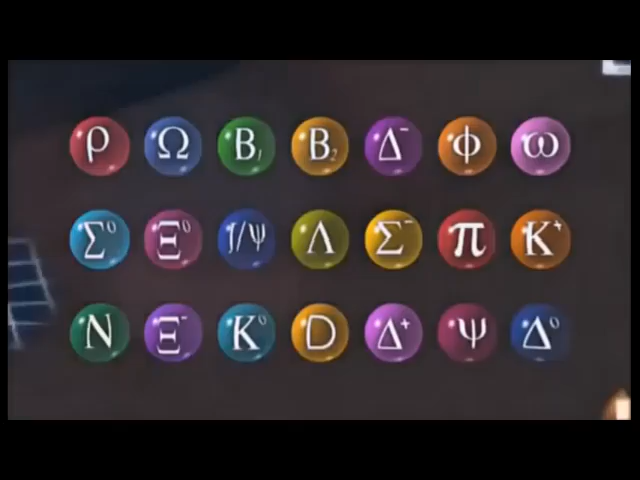 ρ Ω B₁ B₂ Δ⁻ ϕ ω
Σ⁰ Ξ⁰ J/ψ Λ Σ⁻ π K⁺
N Ξ⁻ K⁰ D Δ⁺ Ψ Δ⁰